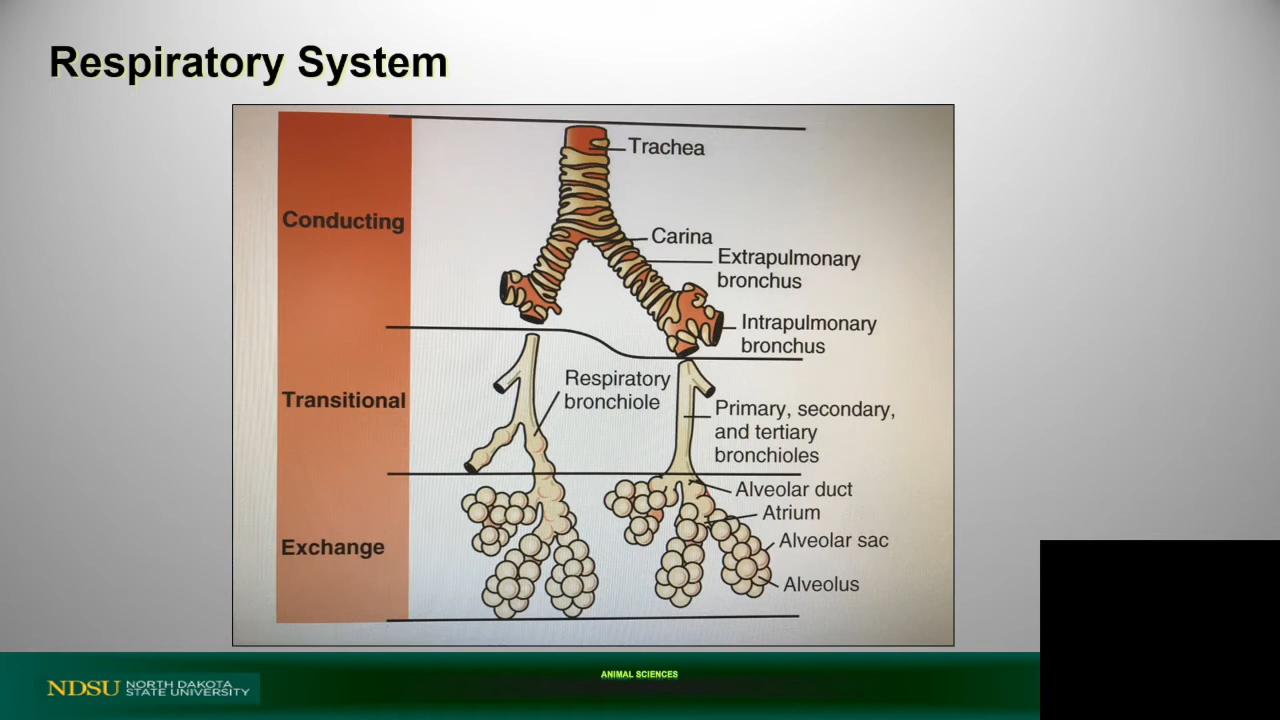 Respiratory System
Conducting
Trachea
Carina
Extrapulmonary
bronchus
Intrapulmonary
bronchus
Transitional
Respiratory
bronchiole
Primary, secondary,
and tertiary
bronchioles
Exchange
Alveolar duct
Atrium
Alveolar sac
Alveolus
NDSU NORTH DAKOTA
STATE UNIVERSITY
ANIMAL SCIENCES